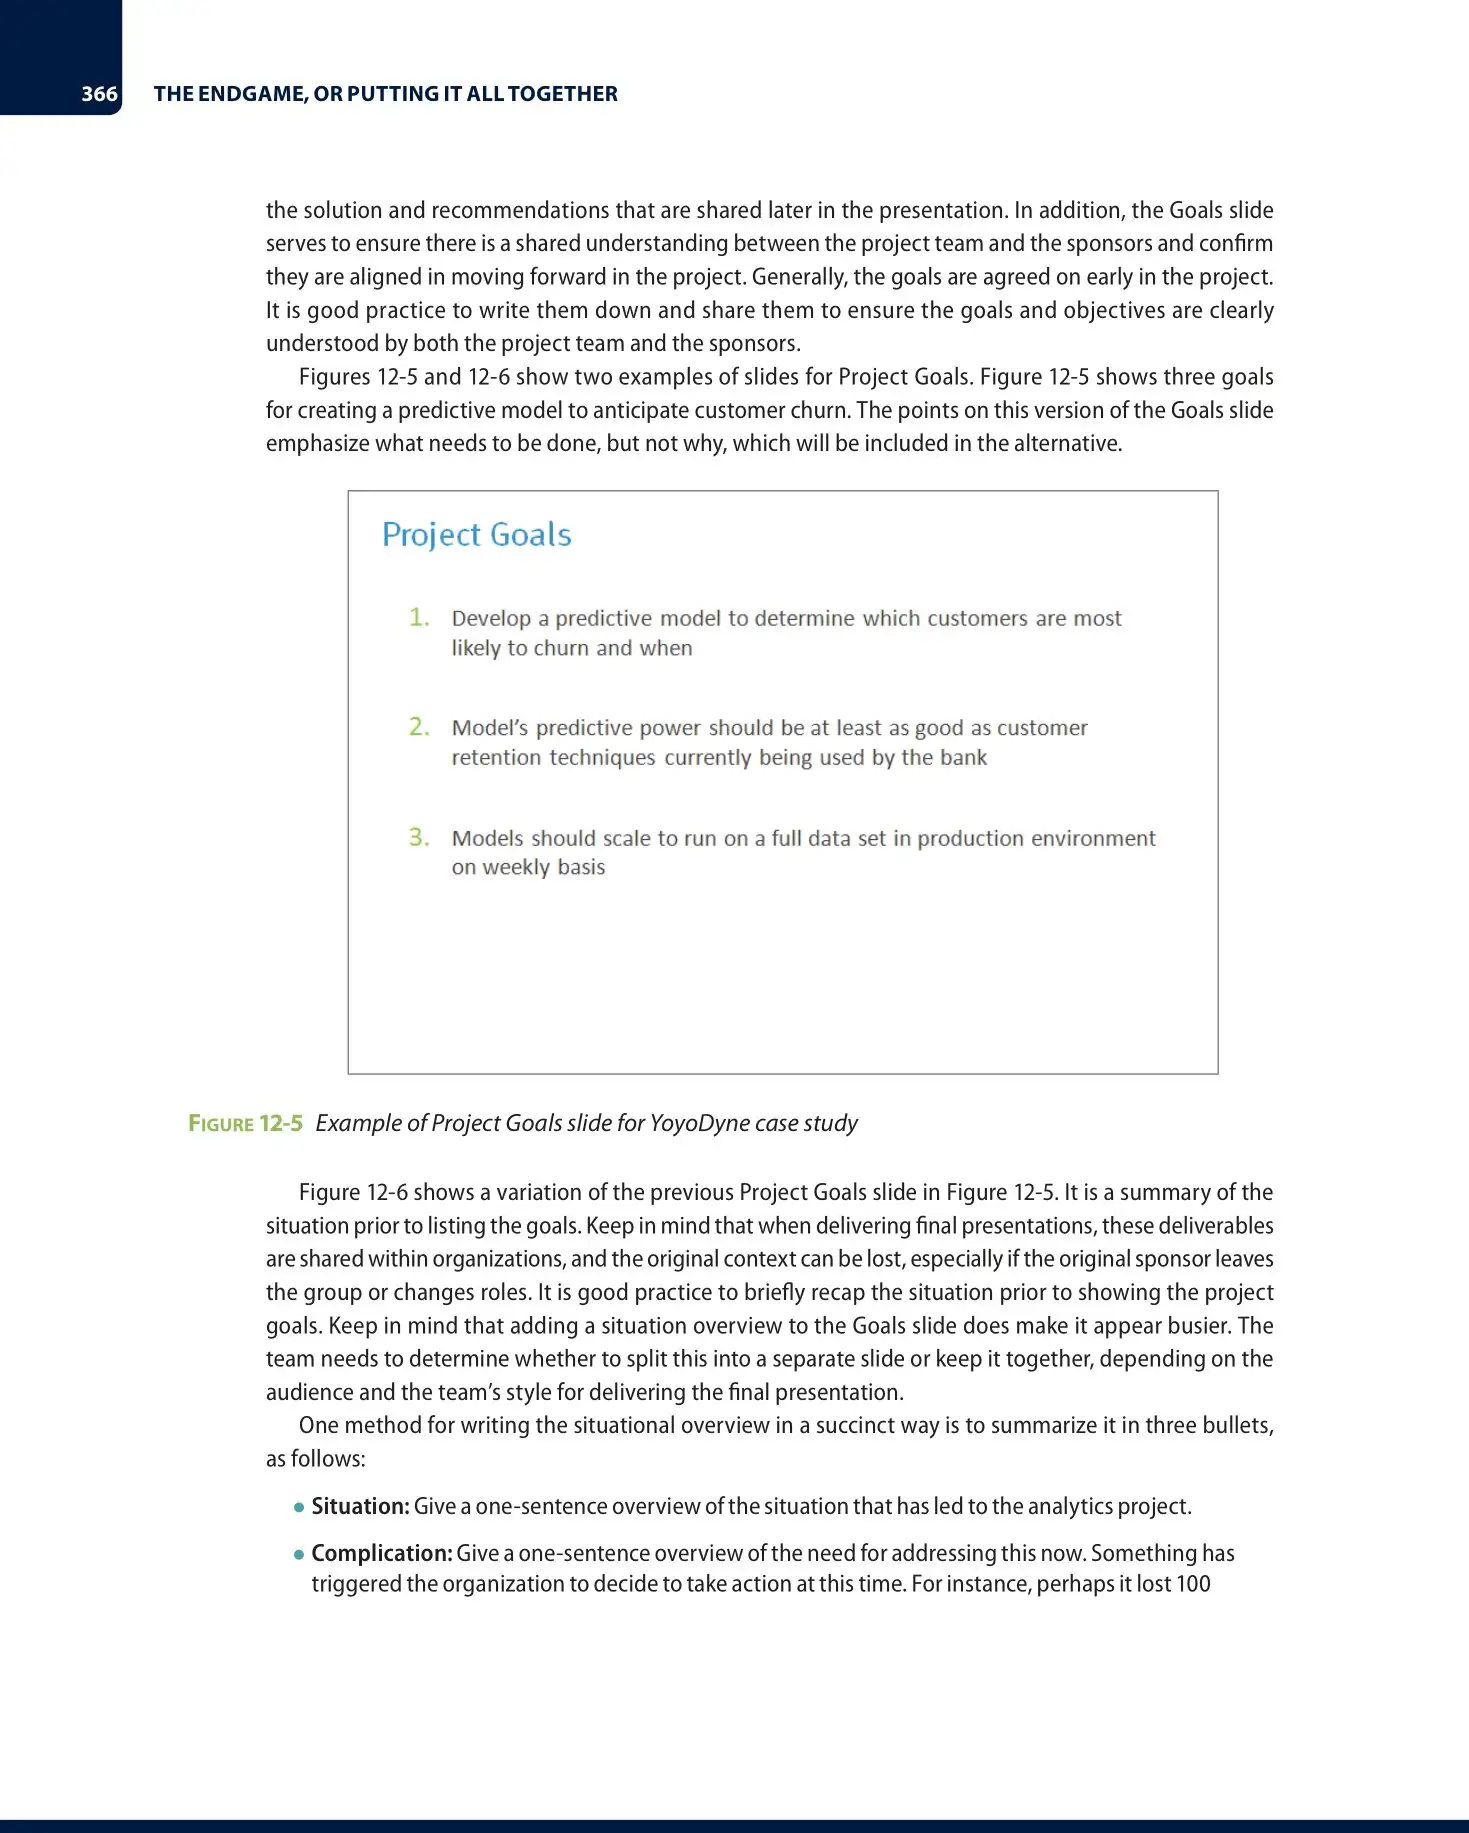 366 THE ENDGAME, OR PUTTING IT ALL TOGETHER
the solution and recommendations that are shared later in the presentation. In addition, the Goals slide
serves to ensure there is a shared understanding between the project team and the sponsors and confirm
they are aligned in moving forward in the project. Generally, the goals are agreed on early in the project.
It is good practice to write them down and share them to ensure the goals and objectives are clearly
understood by both the project team and the sponsors.
Figures 12-5 and 12-6 show two examples of slides for Project Goals. Figure 12-5 shows three goals
for creating a predictive model to anticipate customer churn. The points on this version of the Goals slide
emphasize what needs to be done, but not why, which will be included in the alternative.
Project Goals
1. Develop a predictive model to determine which customers are most
likely to churn and when
2. Model’s predictive power should be at least as good as customer
retention techniques currently being used by the bank
3. Models should scale to run on a full data set in production environment
on weekly basis
FIGURE 12-5 Example of Project Goals slide for YoyoDyne case study
Figure 12-6 shows a variation of the previous Project Goals slide in Figure 12-5. It is a summary of the
situation prior to listing the goals. Keep in mind that when delivering final presentations, these deliverables
are shared within organizations, and the original context can be lost, especially if the original sponsor leaves
the group or changes roles. It is good practice to briefly recap the situation prior to showing the project
goals. Keep in mind that adding a situation overview to the Goals slide does make it appear busier. The
team needs to determine whether to split this into a separate slide or keep it together, depending on the
audience and the team’s style for delivering the final presentation.
One method for writing the situational overview in a succinct way is to summarize it in three bullets,
as follows:
● Situation: Give a one-sentence overview of the situation that has led to the analytics project.
● Complication: Give a one-sentence overview of the need for addressing this now. Something has
triggered the organization to decide to take action at this time. For instance, perhaps it lost 100